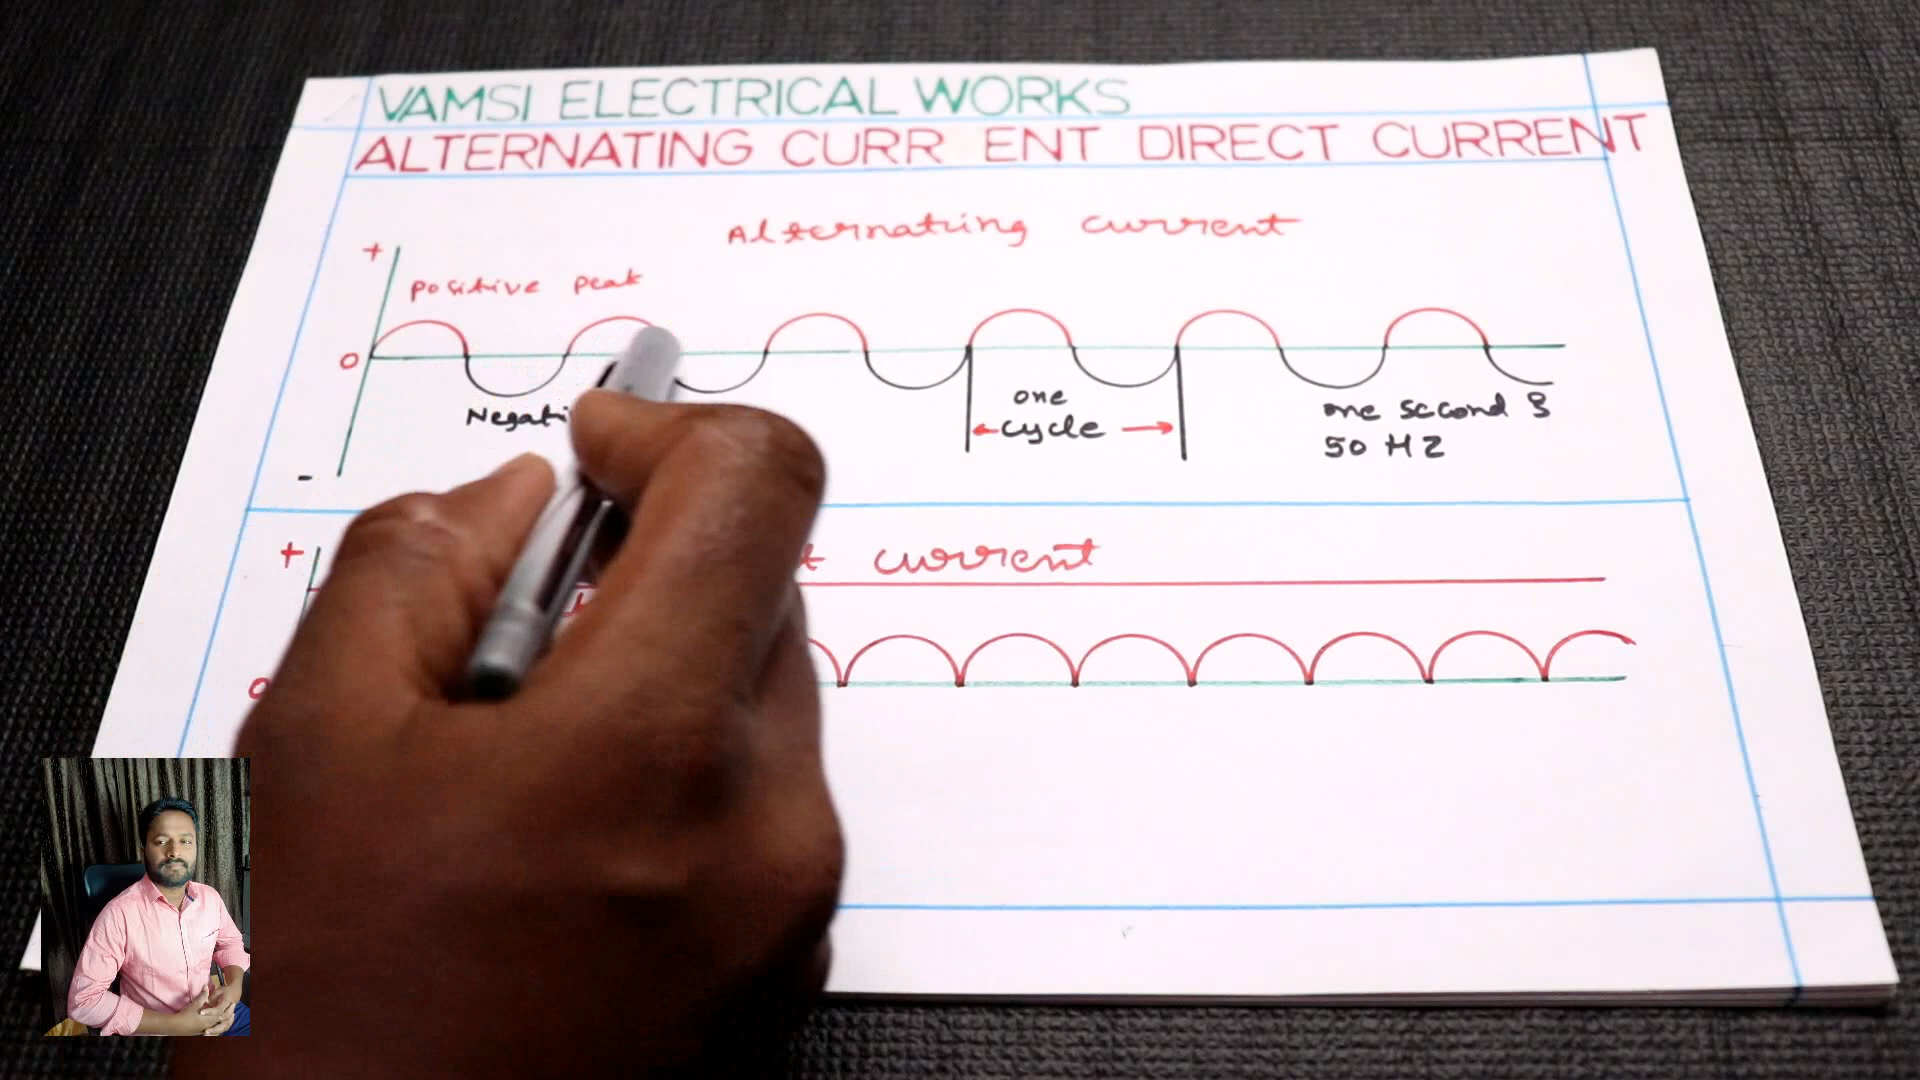 VAMSI ELECTRICAL WORKS
ALTERNATING CURR ENT DIRECT CURRENT
Alternating current
+
positive peak
0
Negati
one
cycle
one second 
50 HZ
-
+
t current
0